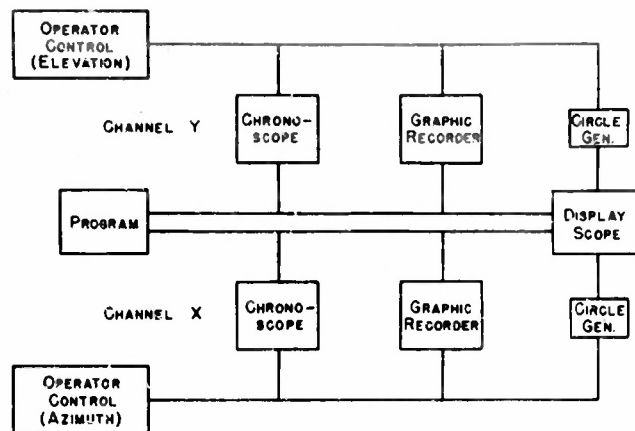 OPERATOR
CONTROL
(ELEVATION)
CHANNEL Y
CHRONO-
SCOPE
GRAPHIC
RECORDER
CIRCLE
GEN.
PROGRAM
DISPLAY
SCOPE
CHANNEL X
CHRONO-
SCOPE
GRAPHIC
RECORDER
CIRCLE
GEN.
OPERATOR
CONTROL
(AZIMUTH)